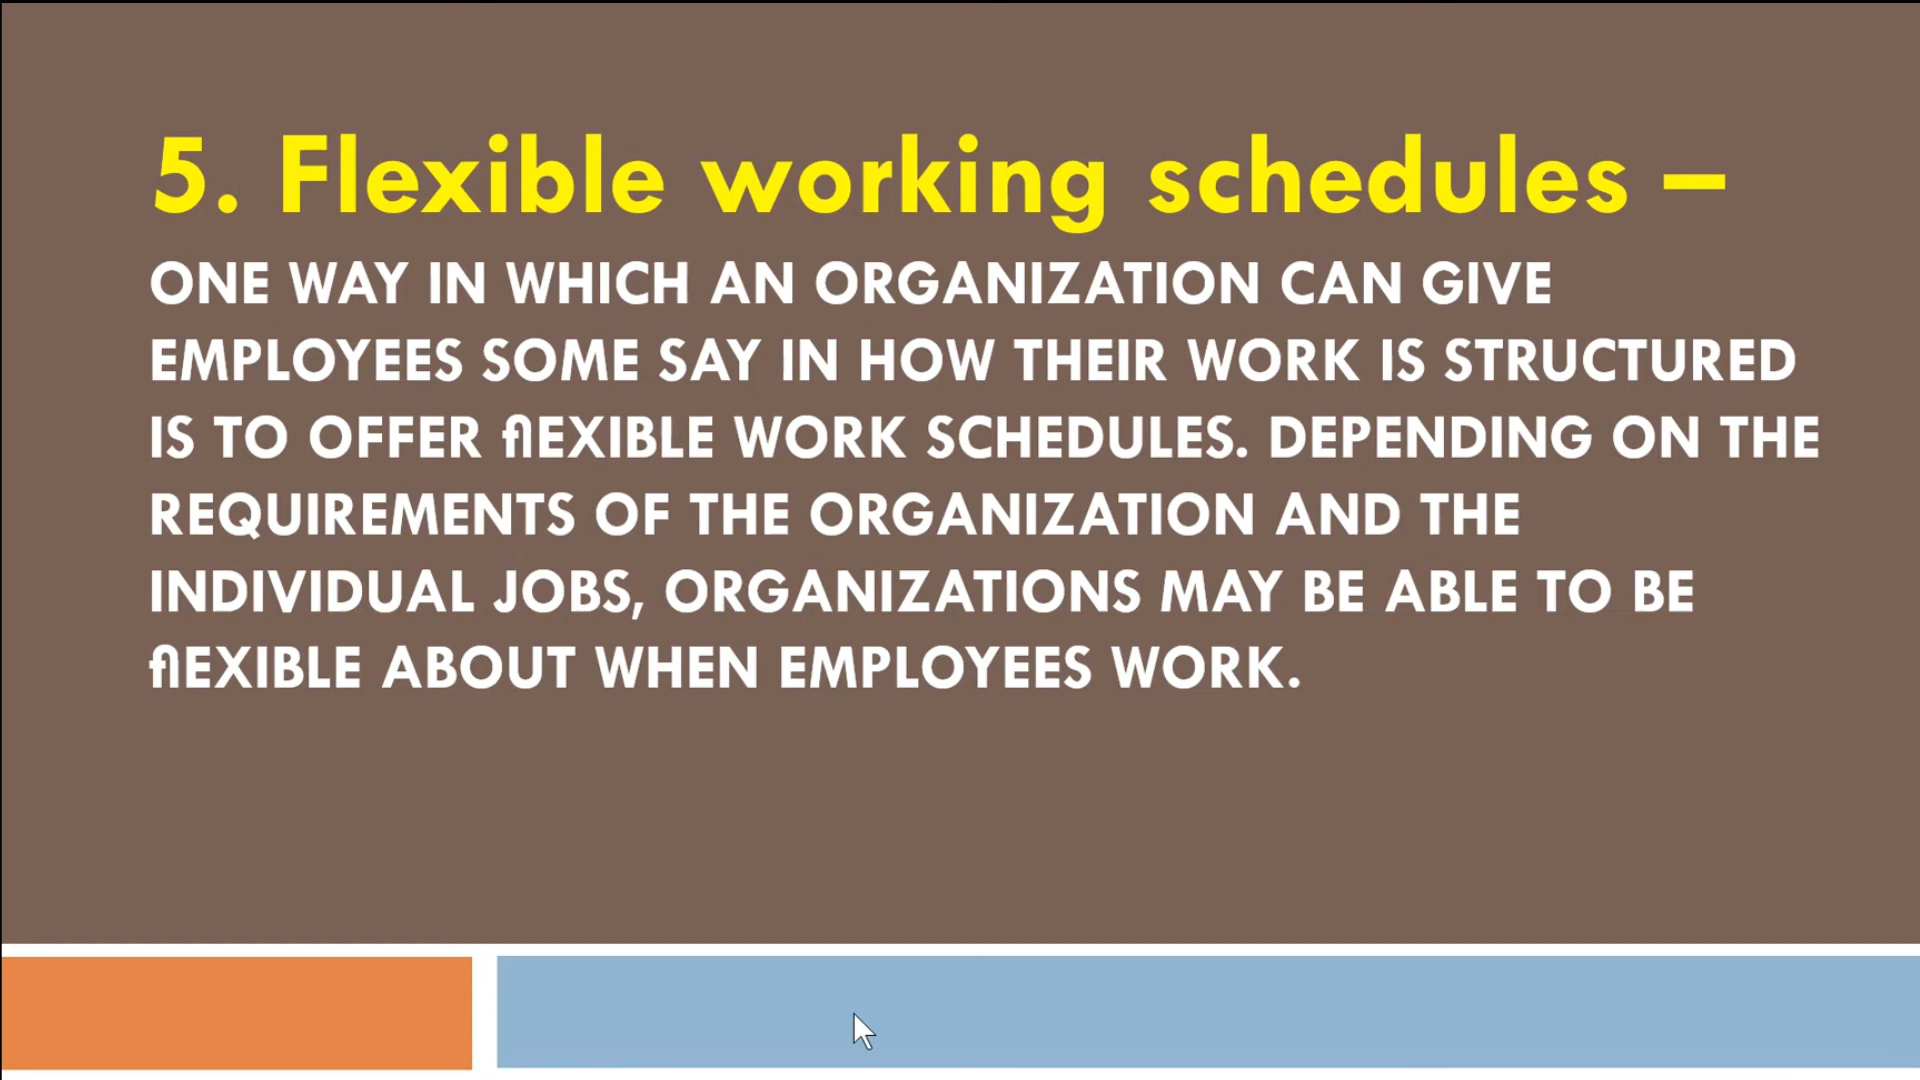 5. Flexible working schedules –
ONE WAY IN WHICH AN ORGANIZATION CAN GIVE
EMPLOYEES SOME SAY IN HOW THEIR WORK IS STRUCTURED
IS TO OFFER flEXIBLE WORK SCHEDULES. DEPENDING ON THE
REQUIREMENTS OF THE ORGANIZATION AND THE
INDIVIDUAL JOBS, ORGANIZATIONS MAY BE ABLE TO BE
flEXIBLE ABOUT WHEN EMPLOYEES WORK.